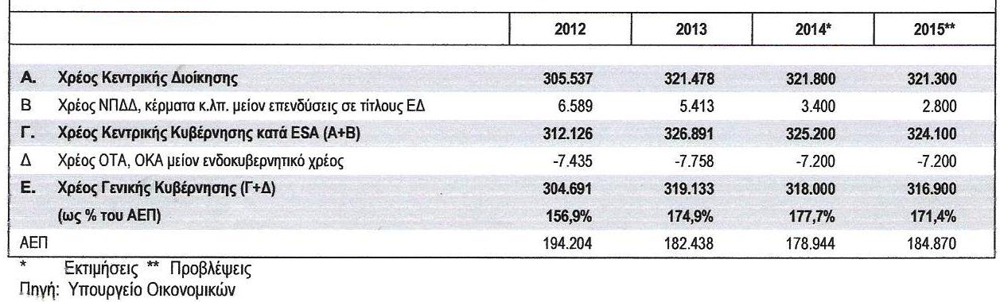 2012 2013 2014* 2015**
Α. Χρέος Κεντρικής Διοίκησης 305.537 321.478 321.800 321.300
Β Χρέος ΝΠΔΔ, κέρματα κ.λπ. μείον επενδύσεις σε τίτλους ΕΔ 6.589 5.413 3.400 2.800
Γ. Χρέος Κεντρικής Κυβέρνησης κατά ESA (Α+Β) 312.126 326.891 325.200 324.100
Δ Χρέος ΟΤΑ, ΟΚΑ μείον ενδοκυβερνητικό χρέος -7.435 -7.758 -7.200 -7.200
Ε. Χρέος Γενικής Κυβέρνησης (Γ+Δ) 304.691 319.133 318.000 316.900
(ως % του ΑΕΠ) 156,9% 174,9% 177,7% 171,4%
ΑΕΠ 194.204 182.438 178.944 184.870
* Εκτιμήσεις ** Προβλέψεις
Πηγή: Υπουργείο Οικονομικών